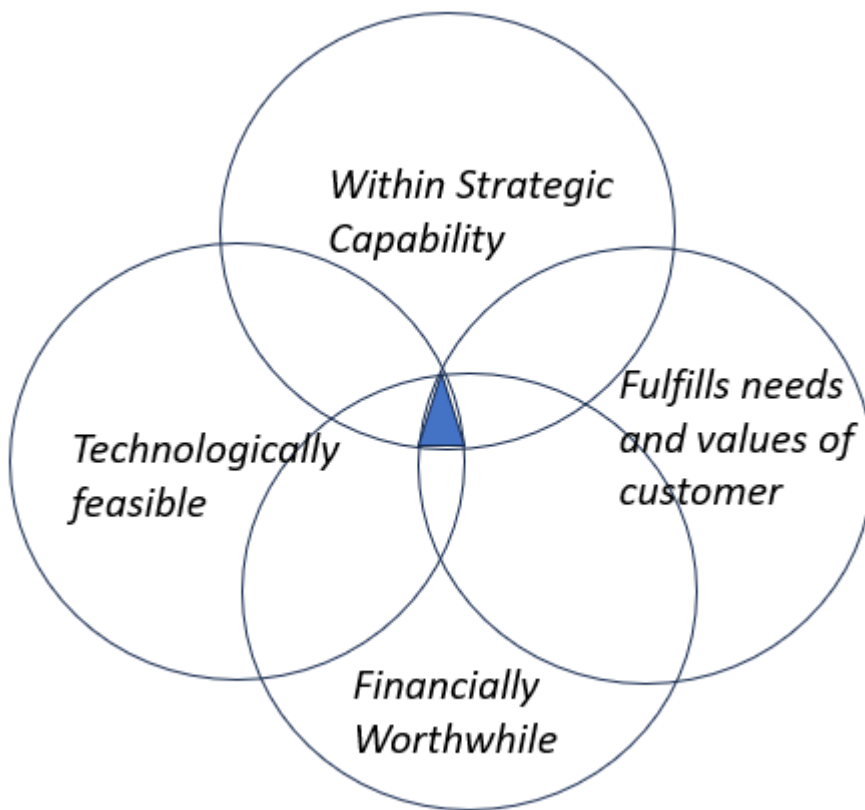 Within Strategic
Capability
Fulfills needs
and values of
customer
Technologically
feasible
Financially
Worthwhile